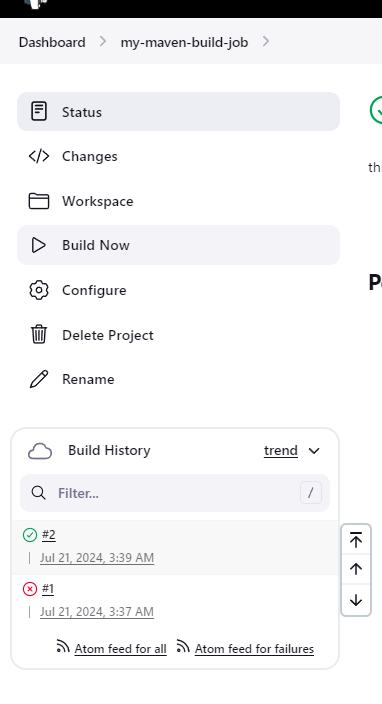 Dashboard > my-maven-build-job >
Status
thi
Changes
Workspace
Build Now
P
Configure
Delete Project
Rename
Build History trend
Filter... /
#2
Jul 21, 2024, 3:39 AM
#1
Jul 21, 2024, 3:37 AM
Atom feed for all Atom feed for failures